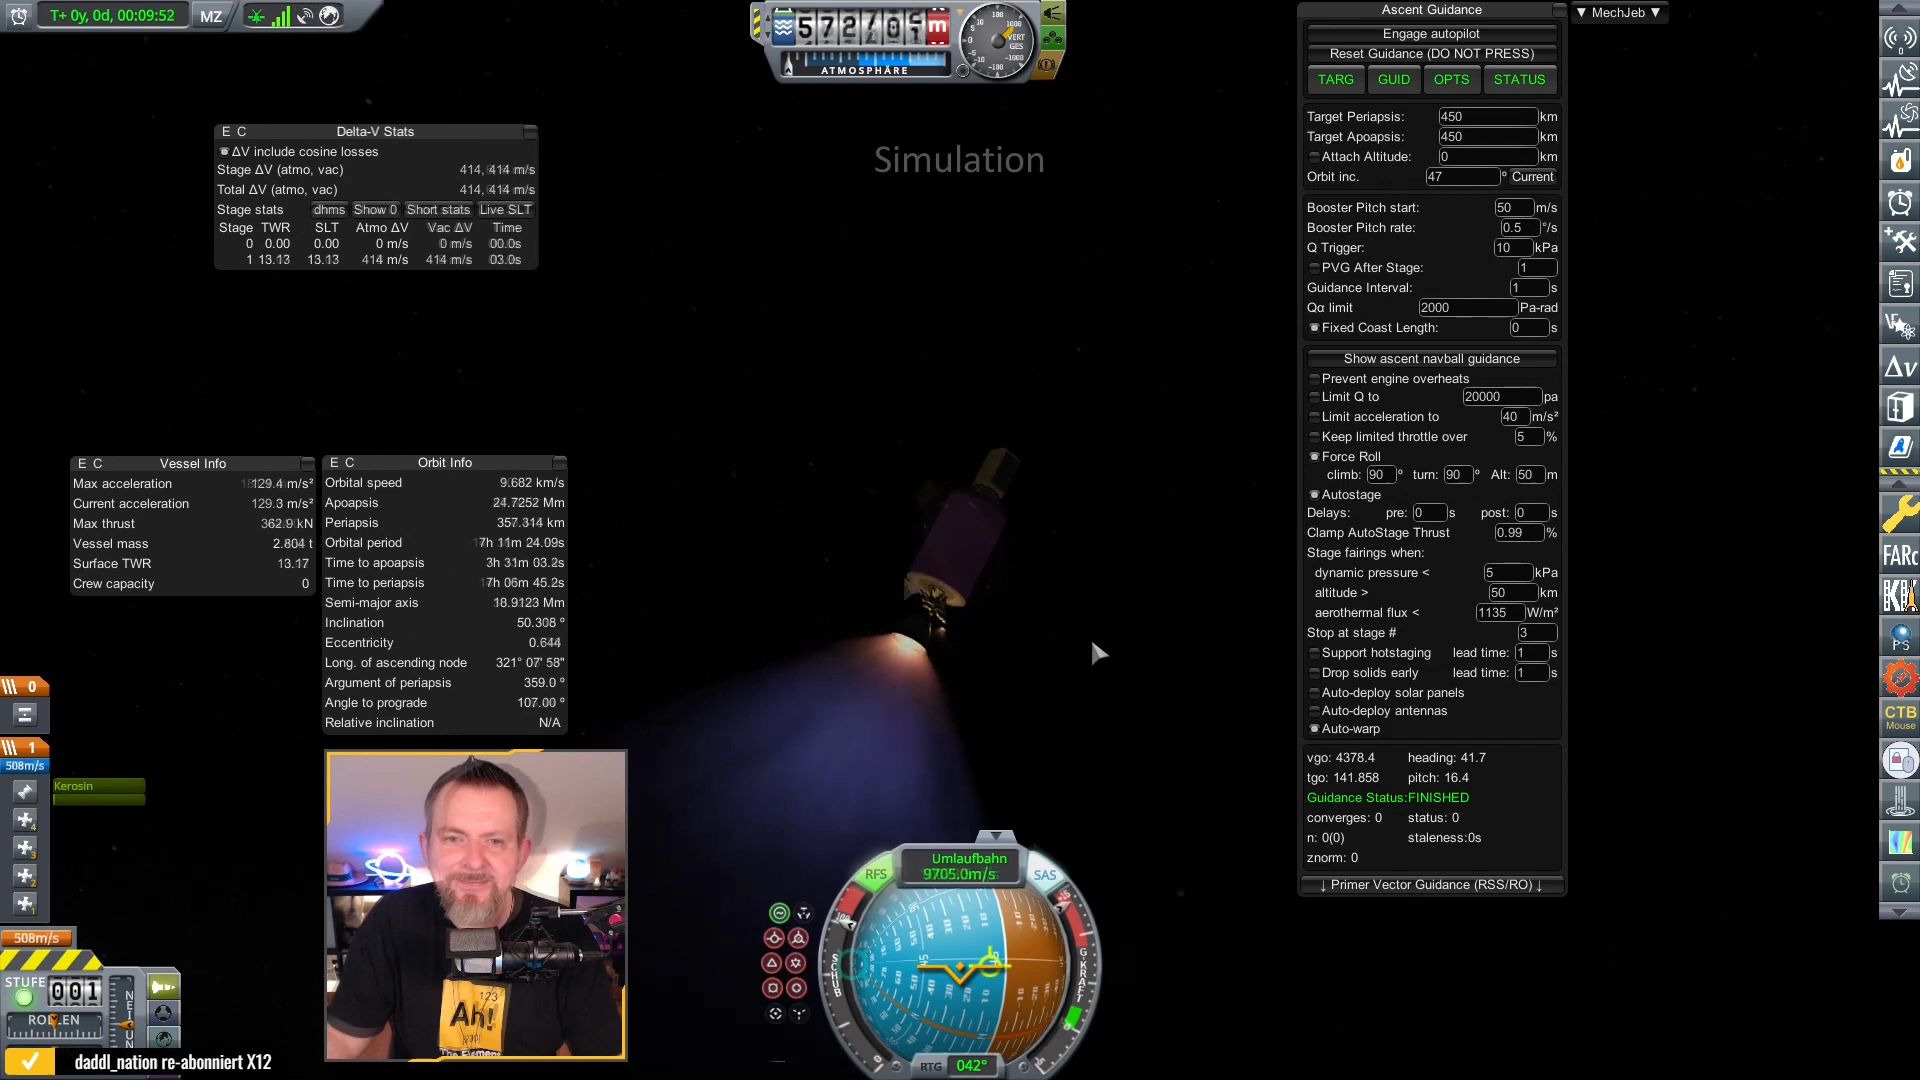 T+ 0y, 0d, 00:09:52
MZ
m
ATMOSPHÄRE
VERT
GES
Simulation
E C Delta-V Stats
ΔV include cosine losses
Stage ΔV (atmo, vac) 414, 414 m/s
Total ΔV (atmo, vac) 414, 414 m/s
Stage stats dhms Show 0 Short stats Live SLT
Stage TWR SLT Atmo ΔV Vac ΔV Time
0 0.00 0.00 0 m/s 0 m/s 00.0s
1 13.13 13.13 414 m/s 414 m/s 03.0s
E C Vessel Info
Max acceleration 129.4 m/s²
Current acceleration 129.3 m/s²
Max thrust 362.9 kN
Vessel mass 2.804 t
Surface TWR 13.17
Crew capacity 0
E C Orbit Info
Orbital speed 9.682 km/s
Apoapsis 24.7252 Mm
Periapsis 357.314 km
Orbital period 7h 11m 24.09s
Time to apoapsis 3h 31m 03.2s
Time to periapsis 7h 06m 45.2s
Semi-major axis 18.9123 Mm
Inclination 50.308 º
Eccentricity 0.644
Long. of ascending node 321° 07' 58"
Argument of periapsis 359.0 º
Angle to prograde 107.00 º
Relative inclination N/A
Ascent Guidance
▼ MechJeb ▼
Engage autopilot
Reset Guidance (DO NOT PRESS)
TARG GUID OPTS STATUS
Target Periapsis: 450 km
Target Apoapsis: 450 km
Attach Altitude: 0 km
Orbit inc. 47 º Current
Booster Pitch start: 50 m/s
Booster Pitch rate: 0.5 °/s
Q Trigger: 10 kPa
PVG After Stage: 1
Guidance Interval: 1 s
Qα limit 2000 Pa-rad
Fixed Coast Length: 0 s
Show ascent navball guidance
Prevent engine overheats
Limit Q to 20000 pa
Limit acceleration to 40 m/s²
Keep limited throttle over 5 %
Force Roll
climb: 90 º turn: 90 º Alt: 50 m
Autostage
Delays: pre: 0 s post: 0 s
Clamp AutoStage Thrust 0.99 %
Stage fairings when:
dynamic pressure < 5 kPa
altitude > 50 km
aerothermal flux < 1135 W/m²
Stop at stage # 3
Support hotstaging lead time: 1 s
Drop solids early lead time: 1 s
Auto-deploy solar panels
Auto-deploy antennas
Auto-warp
vgo: 4378.4 heading: 41.7
tgo: 141.858 pitch: 16.4
Guidance Status:FINISHED
converges: 0 status: 0
n: 0(0) staleness:0s
znorm: 0
↓ Primer Vector Guidance (RSS/RO) ↓
0
Δv
FARc
KK
PS
CTB
Mouse
0
1
508m/s
Kerosin
4
3
2
1
508m/s
STUFE
001
ROLLEN
123
Ah!
Umlaufbahn
9705.0m/s
RFS
SAS
SCHUB
G-KRAFT
RTG 042°
daddl_nation re-abonniert X12